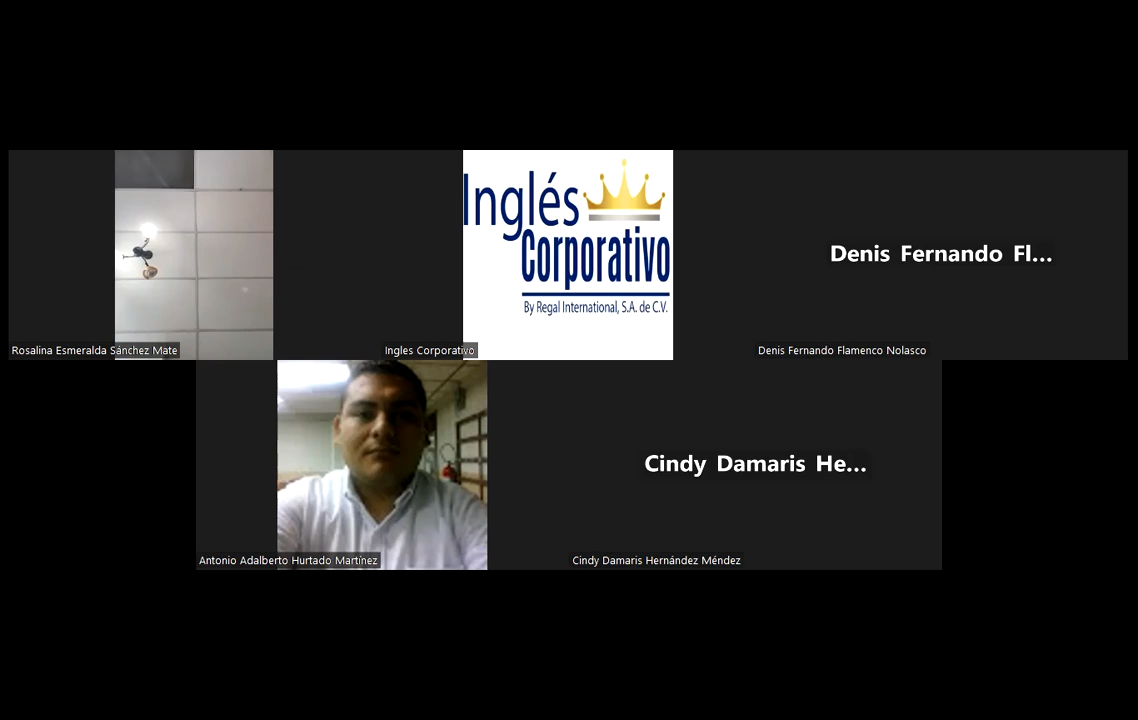 Inglés
Corporativo
By Regal International, S.A. de C.V.
Denis Fernando Fl...
Rosalina Esmeralda Sánchez Mate
Ingles Corporativo
Denis Fernando Flamenco Nolasco
Cindy Damaris He...
Antonio Adalberto Hurtado Martínez
Cindy Damaris Hernández Méndez